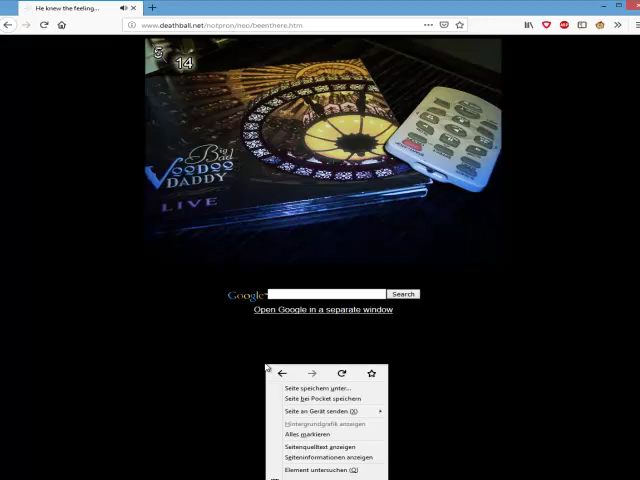 He knew the feeling...
www.deathball.net/notpron/noo/beenthere.htm
5
14
Big
Bad
VOODOO
DADDY
LIVE
Google
Search
Open Google in a separate window
Seite speichern unter...
Seite bei Pocket speichern
Seite an Gerät senden (X)
Hintergrundgrafik anzeigen
Alles markieren
Seitenquelltext anzeigen
Seiteninformationen anzeigen
Element untersuchen (Q)